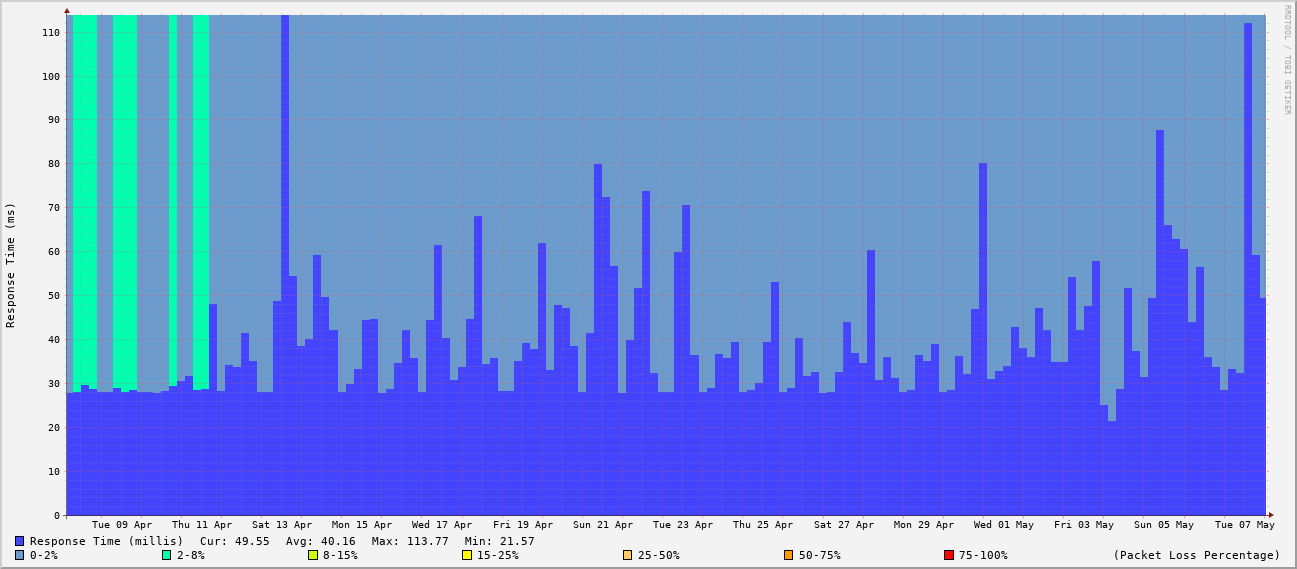 RRDTOOL / TOBI OETIKER
Response Time (ms)
110
100
90
80
70
60
50
40
30
20
10
0
Tue 09 Apr Thu 11 Apr Sat 13 Apr Mon 15 Apr Wed 17 Apr Fri 19 Apr Sun 21 Apr Tue 23 Apr Thu 25 Apr Sat 27 Apr Mon 29 Apr Wed 01 May Fri 03 May Sun 05 May Tue 07 May
Response Time (millis) Cur: 49.55 Avg: 40.16 Max: 113.77 Min: 21.57
0-2% 2-8% 8-15% 15-25% 25-50% 50-75% 75-100% (Packet Loss Percentage)